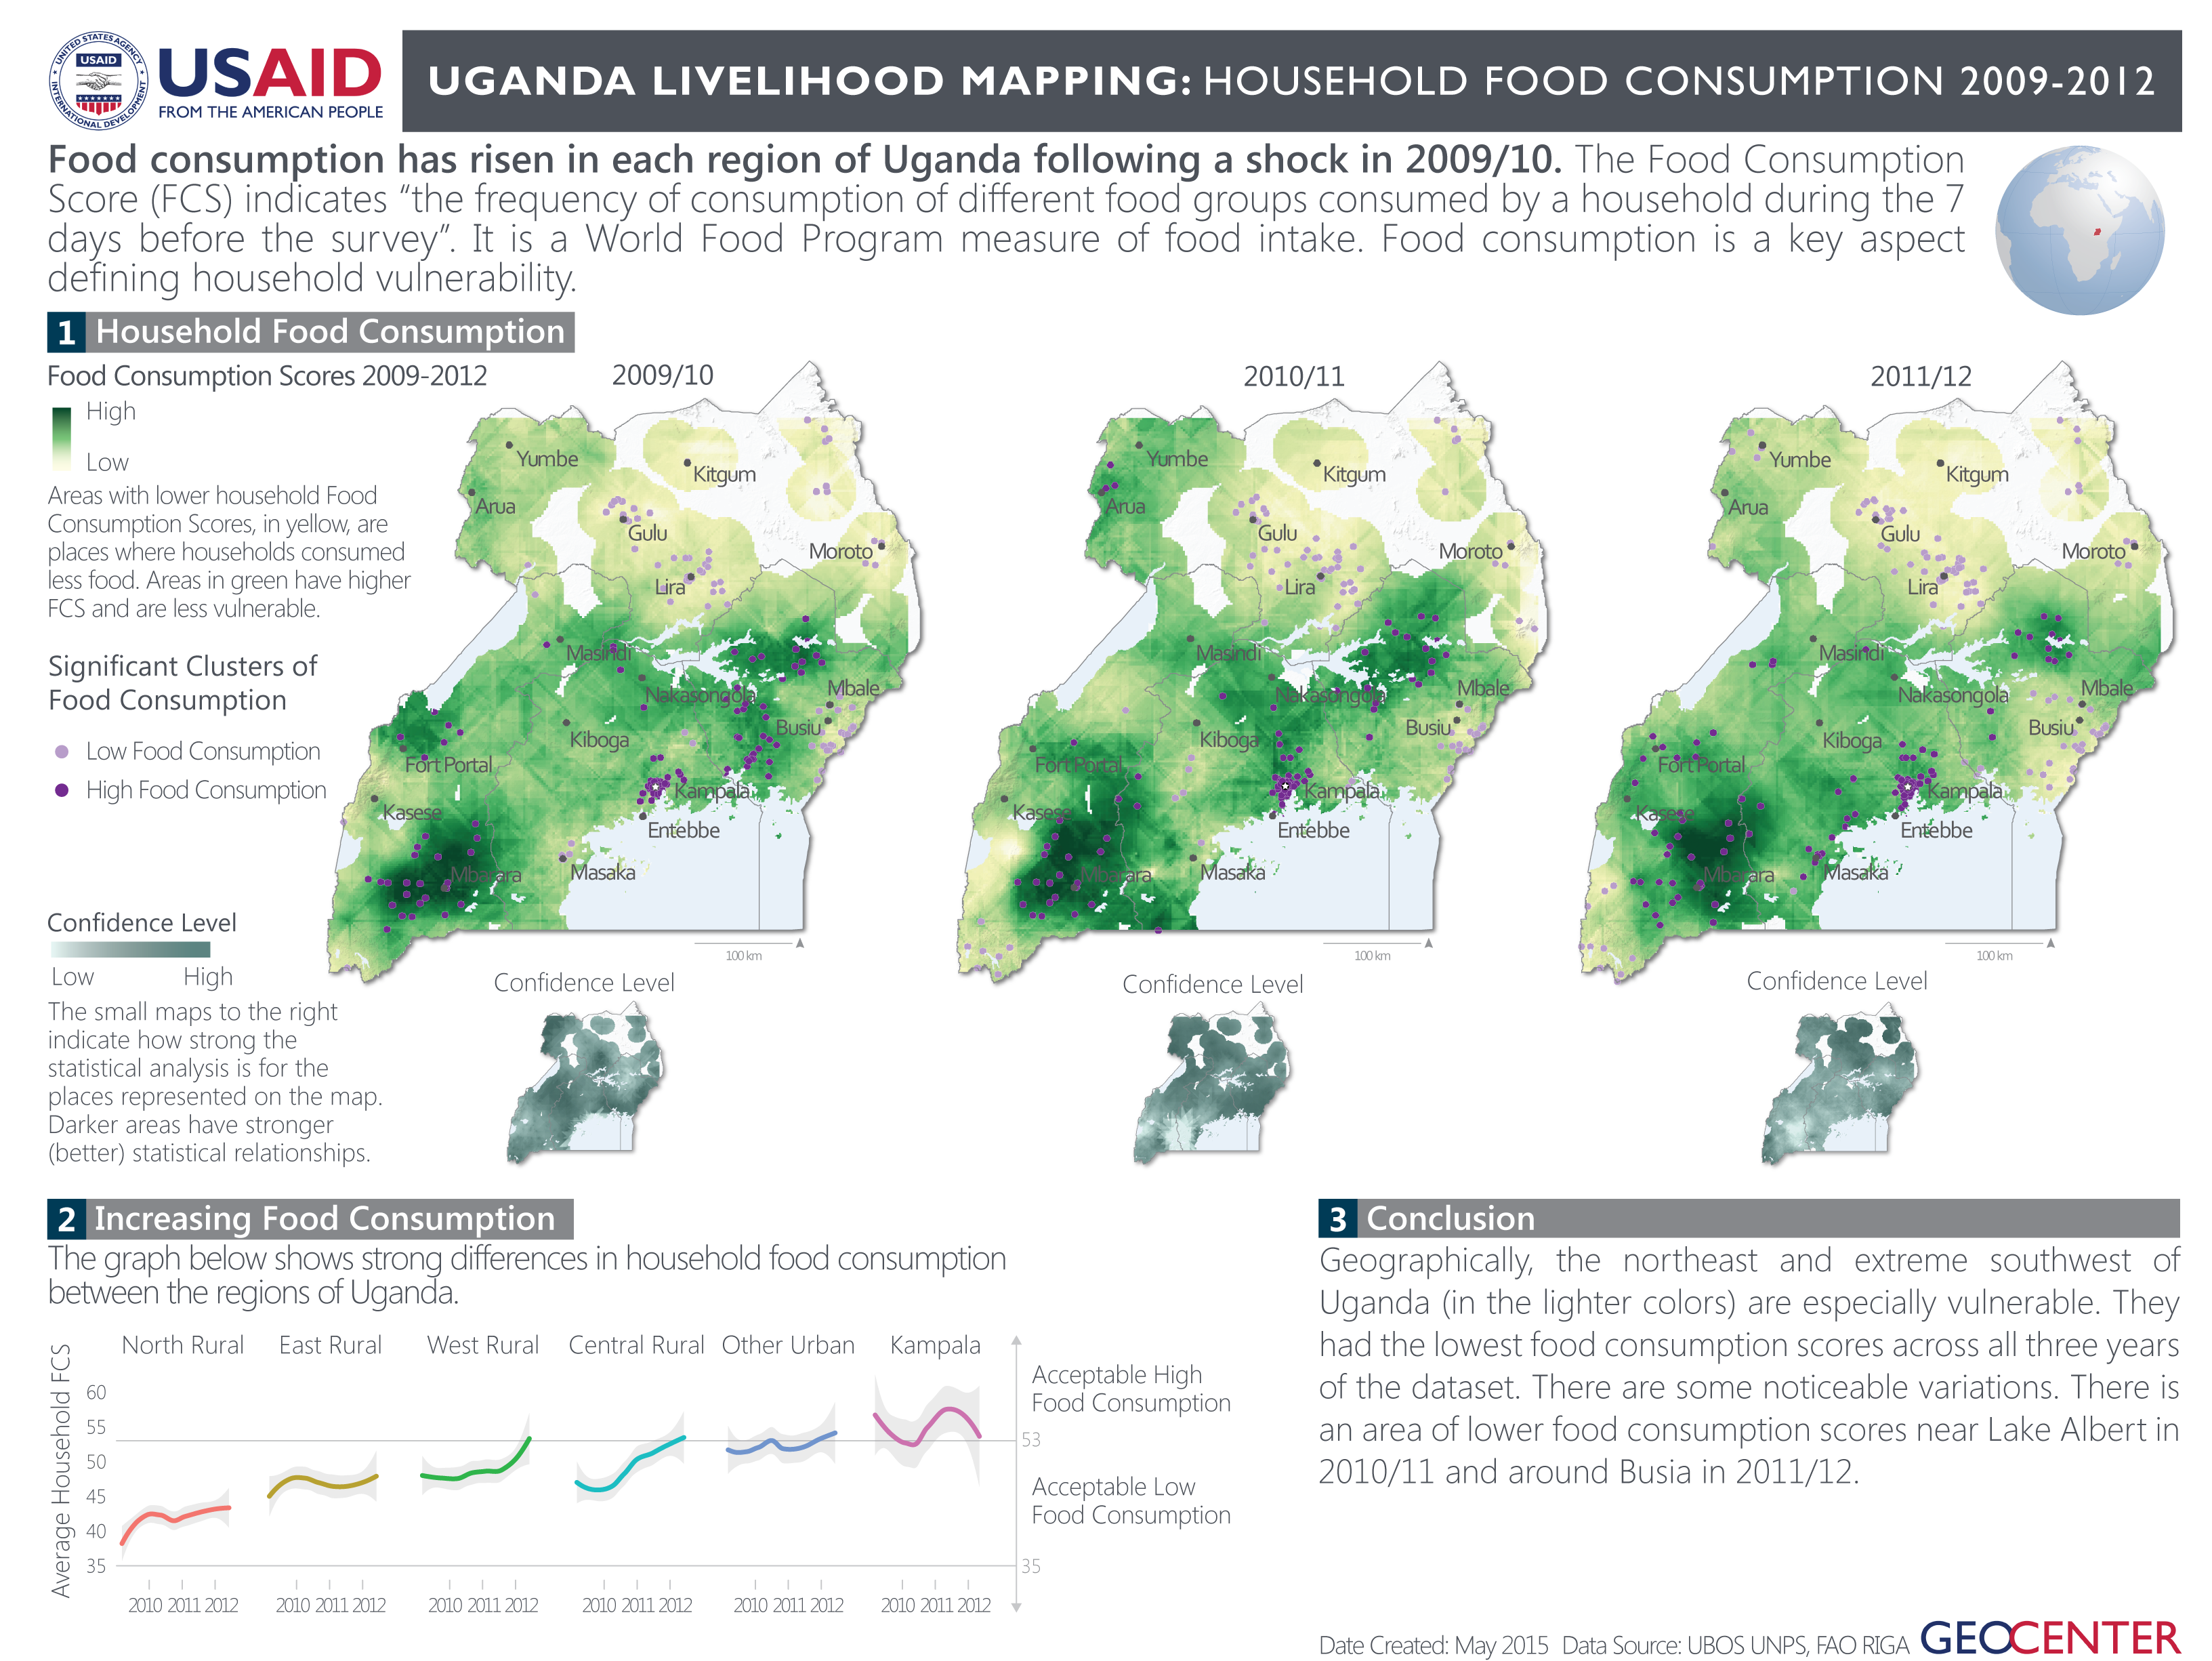 UNITED STATES AGENCY
USAID
INTERNATIONAL DEVELOPMENT
USAID
FROM THE AMERICAN PEOPLE
UGANDA LIVELIHOOD MAPPING: HOUSEHOLD FOOD CONSUMPTION 2009-2012
Food consumption has risen in each region of Uganda following a shock in 2009/10. The Food Consumption
Score (FCS) indicates “the frequency of consumption of different food groups consumed by a household during the 7
days before the survey”. It is a World Food Program measure of food intake. Food consumption is a key aspect
defining household vulnerability.
1 Household Food Consumption
Food Consumption Scores 2009-2012
High
Low
Areas with lower household Food
Consumption Scores, in yellow, are
places where households consumed
less food. Areas in green have higher
FCS and are less vulnerable.
Significant Clusters of
Food Consumption
Low Food Consumption
High Food Consumption
Confidence Level
Low High
The small maps to the right
indicate how strong the
statistical analysis is for the
places represented on the map.
Darker areas have stronger
(better) statistical relationships.
2009/10
Yumbe
Kitgum
Arua
Gulu
Moroto
Lira
Masindi
Nakasongola
Mbale
Busiu
Kiboga
Fort Portal
Kampala
Kasese
Entebbe
Masaka
Mbarara
100 km
Confidence Level
2010/11
Yumbe
Kitgum
Arua
Gulu
Moroto
Lira
Masindi
Nakasongola
Mbale
Busiu
Kiboga
Fort Portal
Kampala
Kasese
Entebbe
Masaka
Mbarara
100 km
Confidence Level
2011/12
Yumbe
Kitgum
Arua
Gulu
Moroto
Lira
Masindi
Nakasongola
Mbale
Busiu
Kiboga
Fort Portal
Kampala
Kasese
Entebbe
Masaka
Mbarara
100 km
Confidence Level
2 Increasing Food Consumption
The graph below shows strong differences in household food consumption
between the regions of Uganda.
Average Household FCS
North Rural East Rural West Rural Central Rural Other Urban Kampala
60
55
50
45
40
35
53
35
Acceptable High
Food Consumption
Acceptable Low
Food Consumption
2010 2011 2012 2010 2011 2012 2010 2011 2012 2010 2011 2012 2010 2011 2012 2010 2011 2012
3 Conclusion
Geographically, the northeast and extreme southwest of
Uganda (in the lighter colors) are especially vulnerable. They
had the lowest food consumption scores across all three years
of the dataset. There are some noticeable variations. There is
an area of lower food consumption scores near Lake Albert in
2010/11 and around Busia in 2011/12.
Date Created: May 2015 Data Source: UBOS UNPS, FAO RIGA GEOCENTER